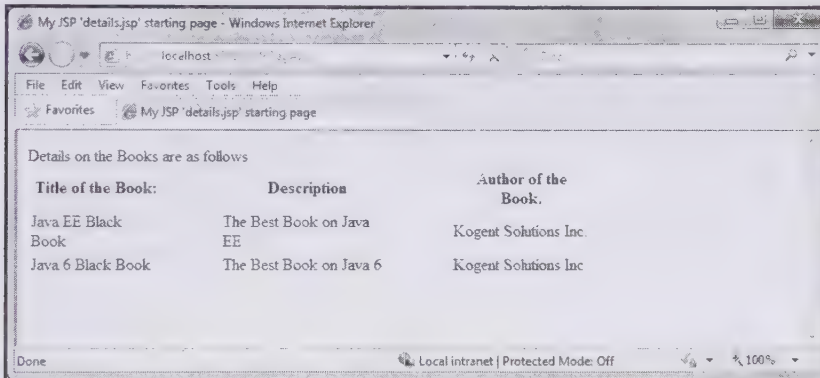 My JSP 'details.jsp' starting page - Windows Internet Explorer
localhost
File Edit View Favorites Tools Help
Favorites My JSP 'details.jsp' starting page
Details on the Books are as follows
Title of the Book: Description Author of the Book.
Java EE Black Book The Best Book on Java EE Kogent Solutions Inc.
Java 6 Black Book The Best Book on Java 6 Kogent Solutions Inc
Done Local intranet | Protected Mode: Off 100%